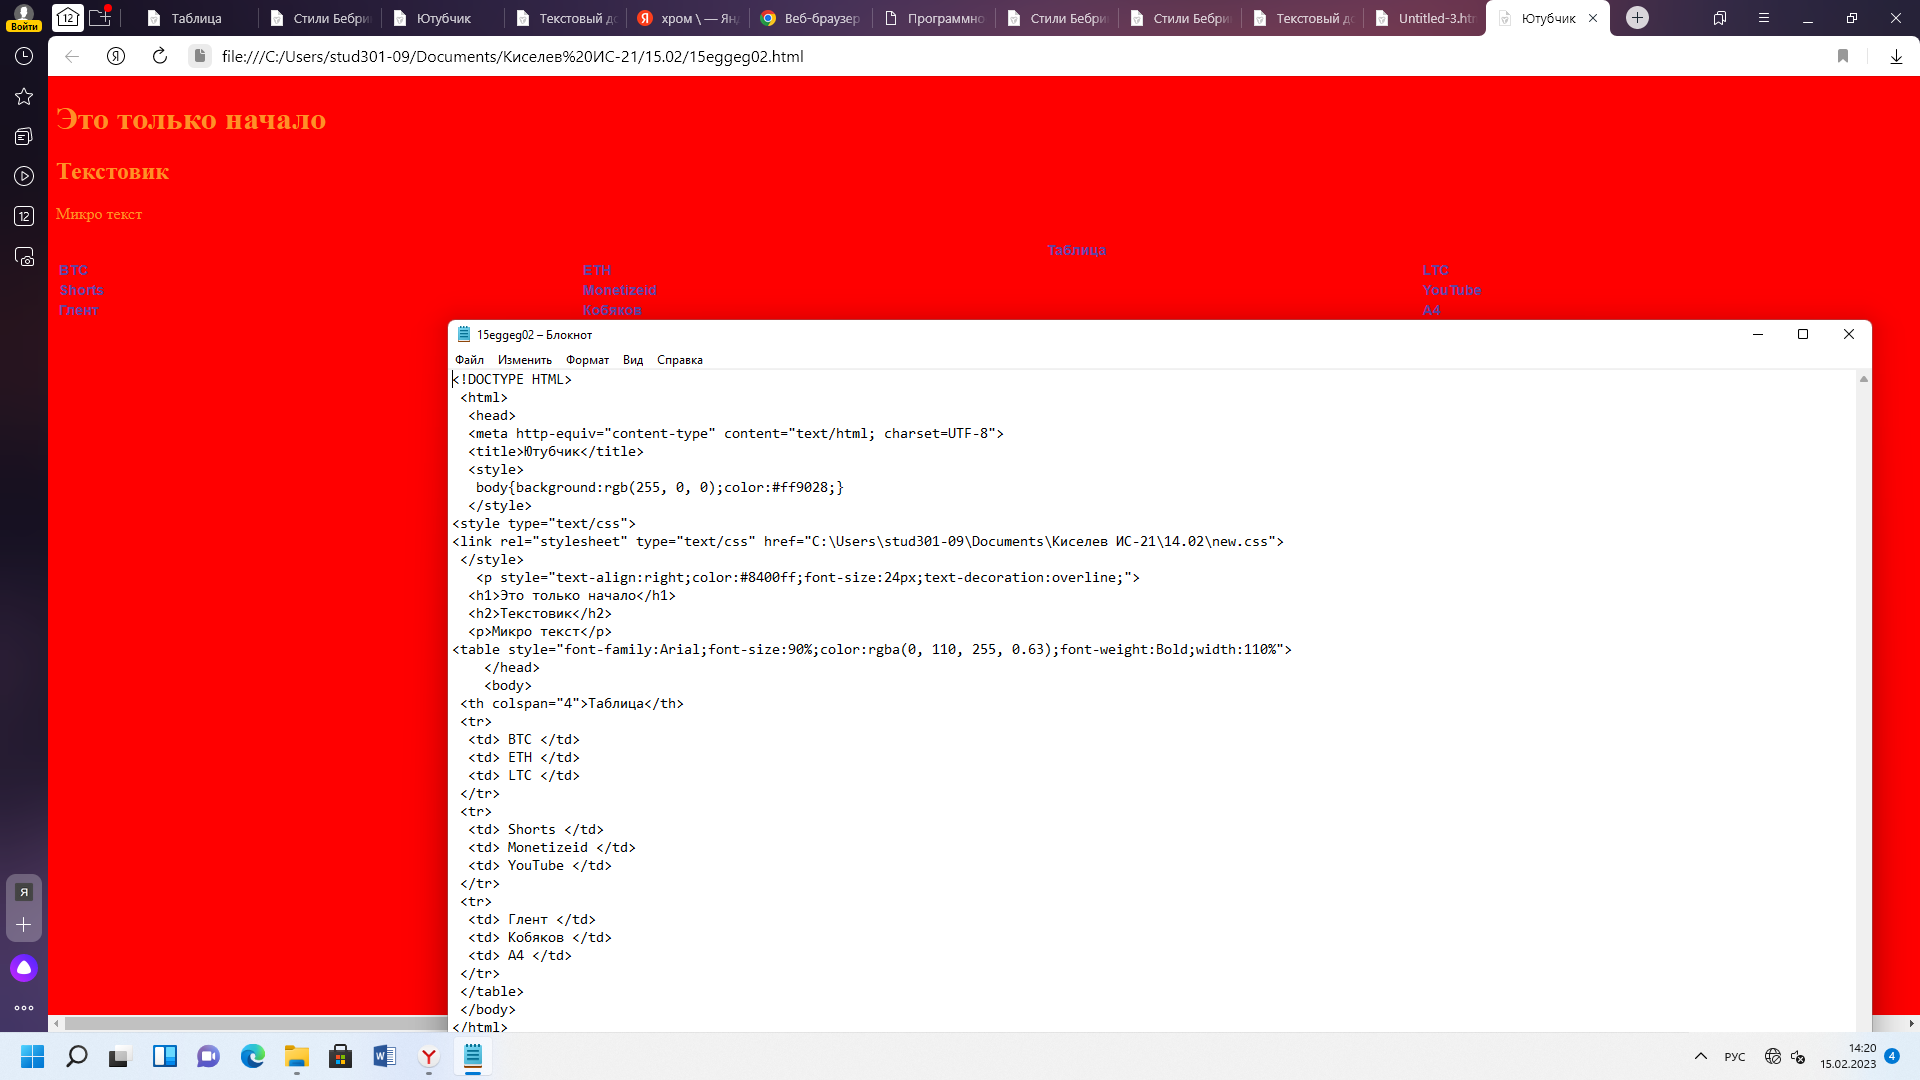 Войти
12
Таблица
Стили Бебри
Ютубчик
Текстовый до
Я
хром \ — Янд
Веб-браузер
Программно
Стили Бебри
Стили Бебри
Текстовый до
Untitled-3.htm
Ютубчик
file:///C:/Users/stud301-09/Documents/Киселев%20ИС-21/15.02/15eggeg02.html
12
Я
Это только начало
Текстовик
Микро текст
Таблица
BTC ETH LTC
Shorts Monetizeid YouTube
Глент Кобяков A4
15eggeg02 – Блокнот
Файл Изменить Формат Вид Справка
<!DOCTYPE HTML>
<html>
<head>
<meta http-equiv="content-type" content="text/html; charset=UTF-8">
<title>Ютубчик</title>
<style>
body{background:rgb(255, 0, 0);color:#ff9028;}
</style>
<style type="text/css">
<link rel="stylesheet" type="text/css" href="C:\Users\stud301-09\Documents\Киселев ИС-21\14.02\new.css">
</style>
<p style="text-align:right;color:#8400ff;font-size:24px;text-decoration:overline;">
<h1>Это только начало</h1>
<h2>Текстовик</h2>
<p>Микро текст</p>
<table style="font-family:Arial;font-size:90%;color:rgba(0, 110, 255, 0.63);font-weight:Bold;width:110%">
</head>
<body>
<th colspan="4">Таблица</th>
<tr>
<td> BTC </td>
<td> ETH </td>
<td> LTC </td>
</tr>
<tr>
<td> Shorts </td>
<td> Monetizeid </td>
<td> YouTube </td>
</tr>
<tr>
<td> Глент </td>
<td> Кобяков </td>
<td> A4 </td>
</tr>
</table>
</body>
</html>
РУС
14:20
15.02.2023
4